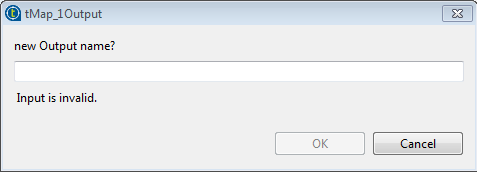 tMap_1Output
new Output name?
Input is invalid.
OK
Cancel